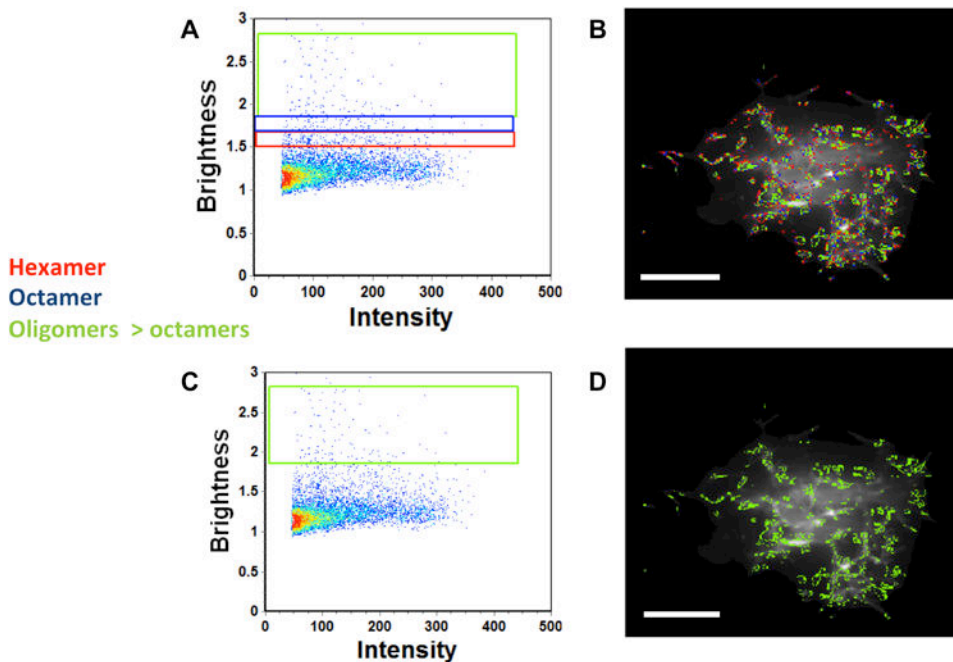 A
3
2.5
2
1.5
1
0.5
0
Brightness
0 100 200 300 400 500
Intensity
B
Hexamer
Octamer
Oligomers > octamers
C
3
2.5
2
1.5
1
0.5
0
Brightness
0 100 200 300 400 500
Intensity
D